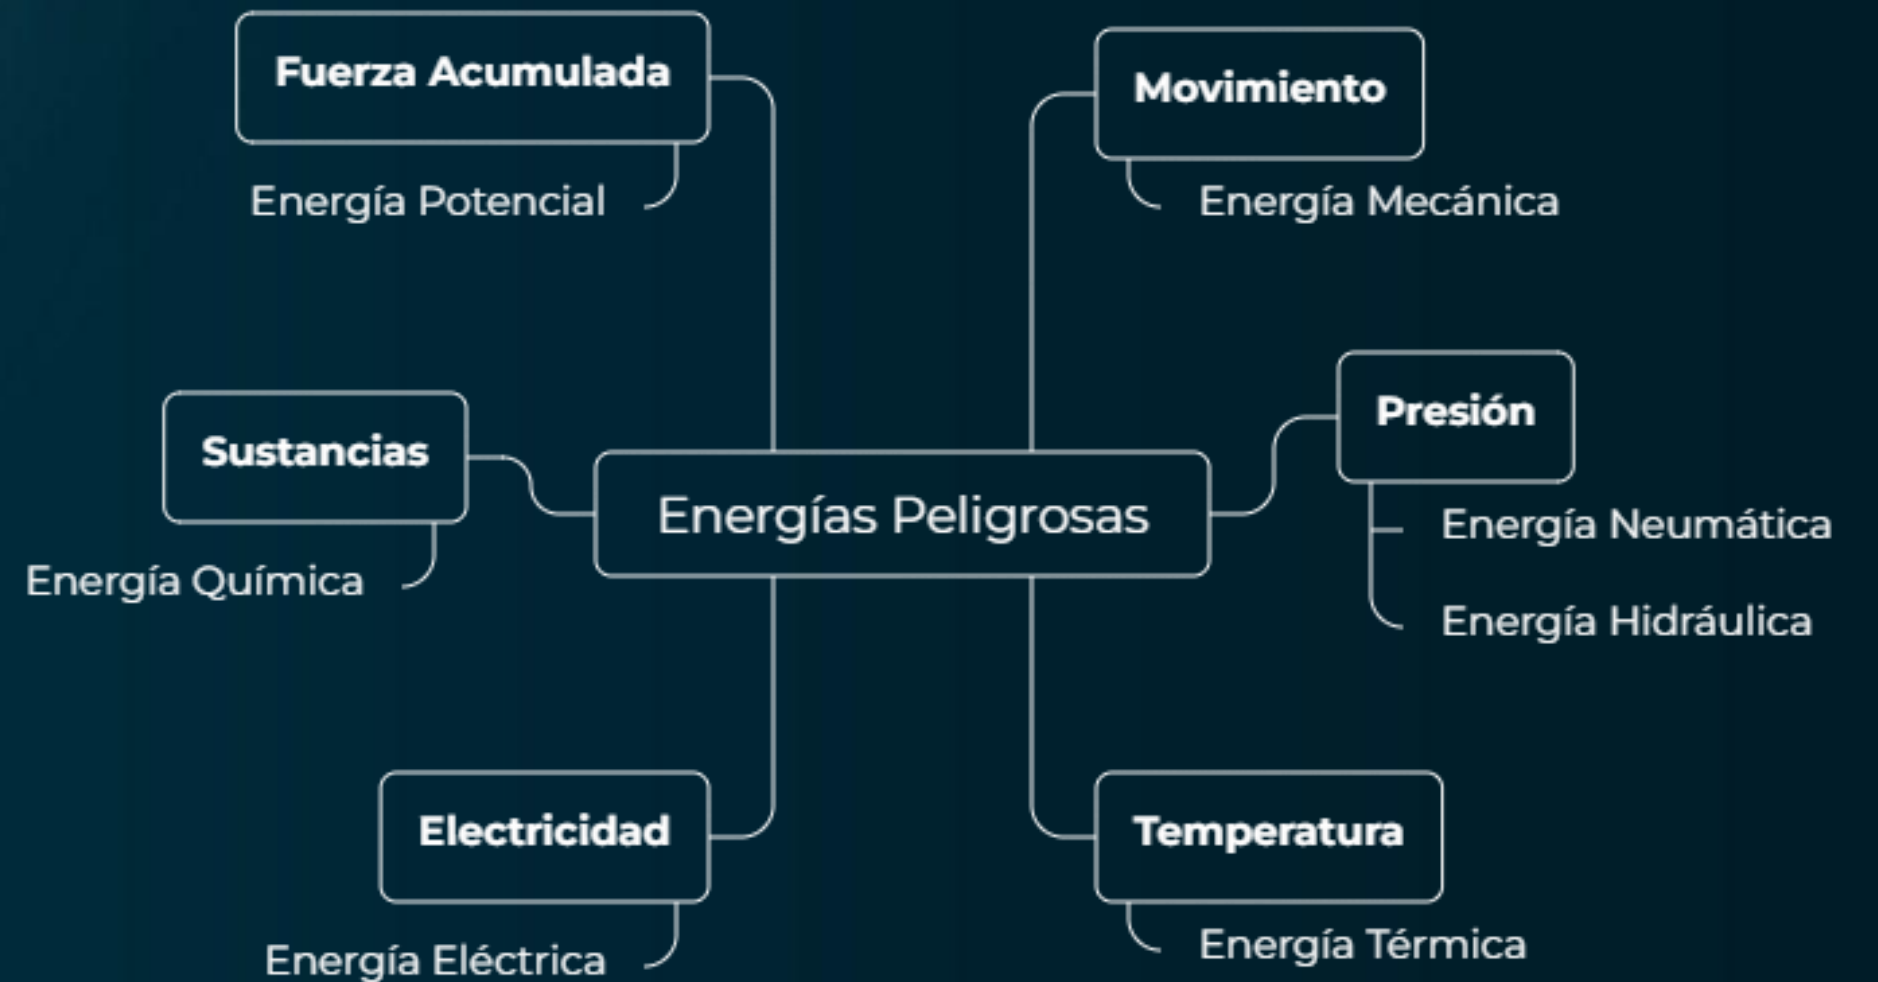 Fuerza Acumulada
Energía Potencial
Movimiento
Energía Mecánica
Sustancias
Energía Química
Energías Peligrosas
Presión
Energía Neumática
Energía Hidráulica
Electricidad
Energía Eléctrica
Temperatura
Energía Térmica